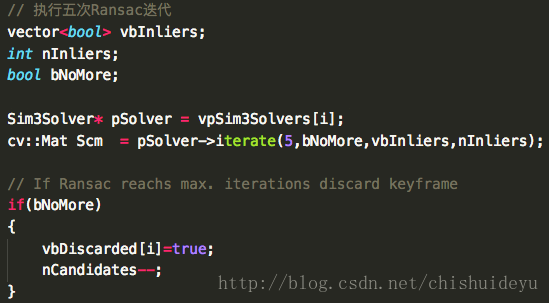 // 执行五次Ransac迭代
vector<bool> vbInliers;
int nInliers;
bool bNoMore;
Sim3Solver* pSolver = vpSim3Solvers[i];
cv::Mat Scm  = pSolver->iterate(5,bNoMore,vbInliers,nInliers);
// If Ransac reachs max. iterations discard keyframe
if(bNoMore)
{
    vbDiscarded[i]=true;
    nCandidates--;
}
http://blog.csdn.net/chishuideyu